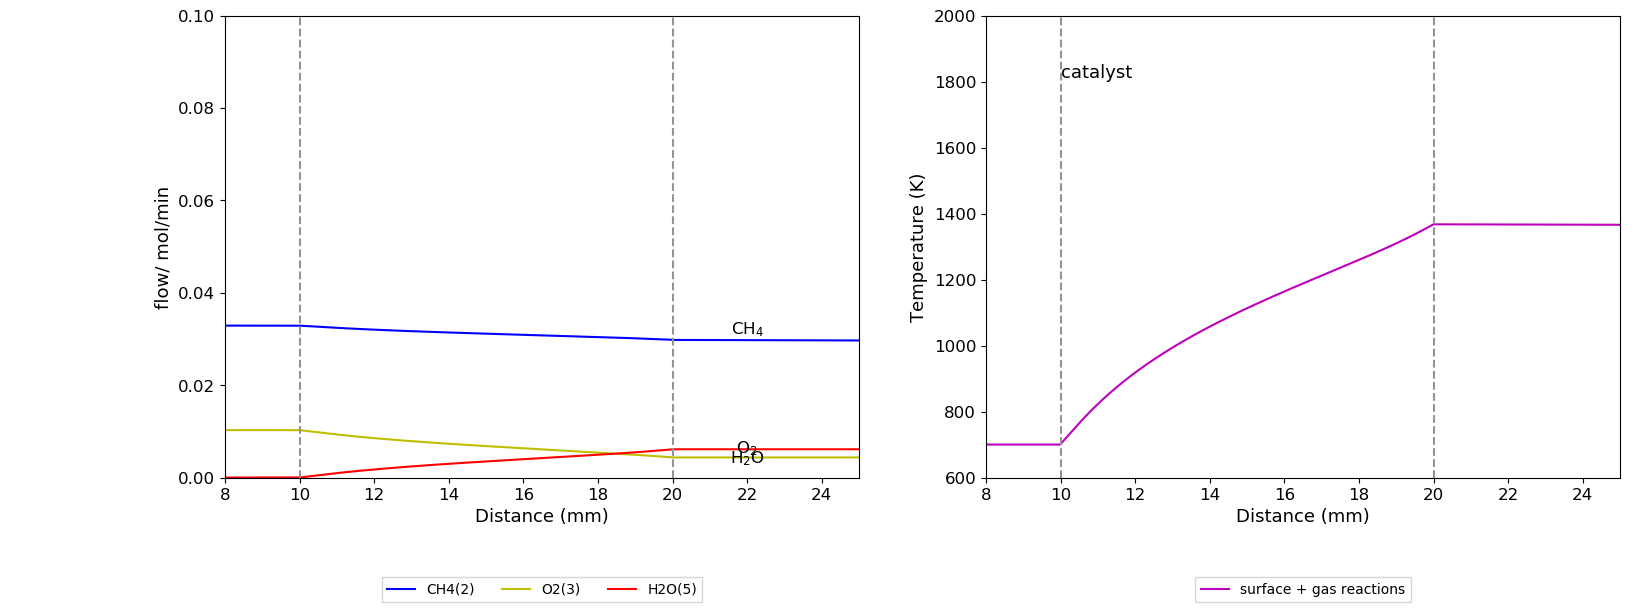 0.10
0.08
0.06
0.04
0.02
0.00
flow/ mol/min
8 10 12 14 16 18 20 22 24
Distance (mm)
CH₄
O₂
H₂O
CH4(2) O2(3) H2O(5)
2000
1800
1600
1400
1200
1000
800
600
Temperature (K)
catalyst
8 10 12 14 16 18 20 22 24
Distance (mm)
surface + gas reactions